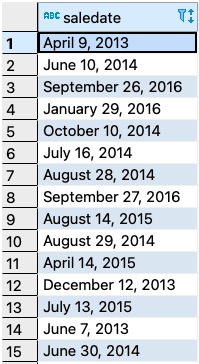 ABC saledate
1 April 9, 2013
2 June 10, 2014
3 September 26, 2016
4 January 29, 2016
5 October 10, 2014
6 July 16, 2014
7 August 28, 2014
8 September 27, 2016
9 August 14, 2015
10 August 29, 2014
11 April 14, 2015
12 December 12, 2013
13 July 13, 2015
14 June 7, 2013
15 June 30, 2014